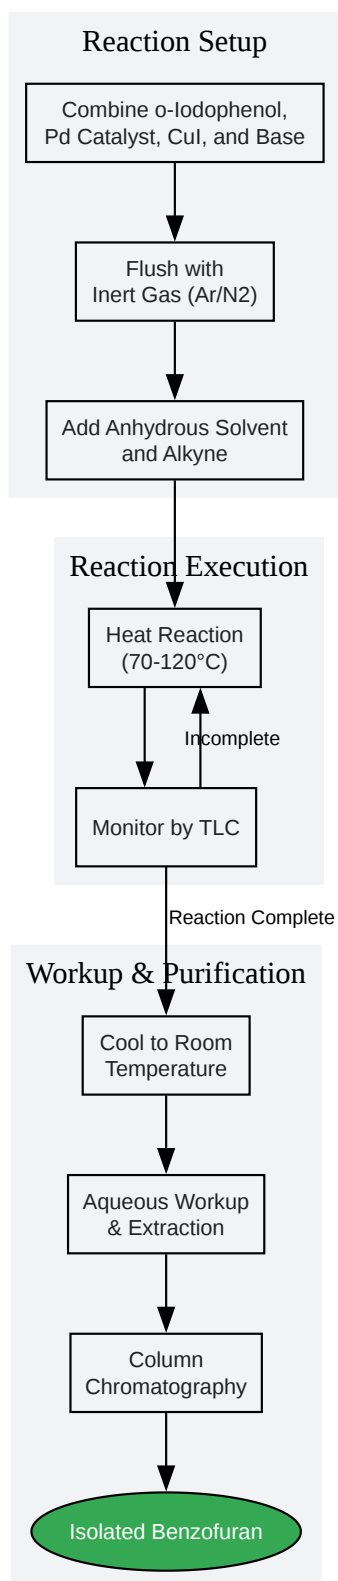 Reaction Setup
Combine o-Iodophenol,
Pd Catalyst, CuI, and Base
Flush with
Inert Gas (Ar/N2)
Add Anhydrous Solvent
and Alkyne
Reaction Execution
Heat Reaction
(70-120°C)
Incomplete
Monitor by TLC
Reaction Complete
Workup & Purification
Cool to Room
Temperature
Aqueous Workup
& Extraction
Column
Chromatography
Isolated Benzofuran